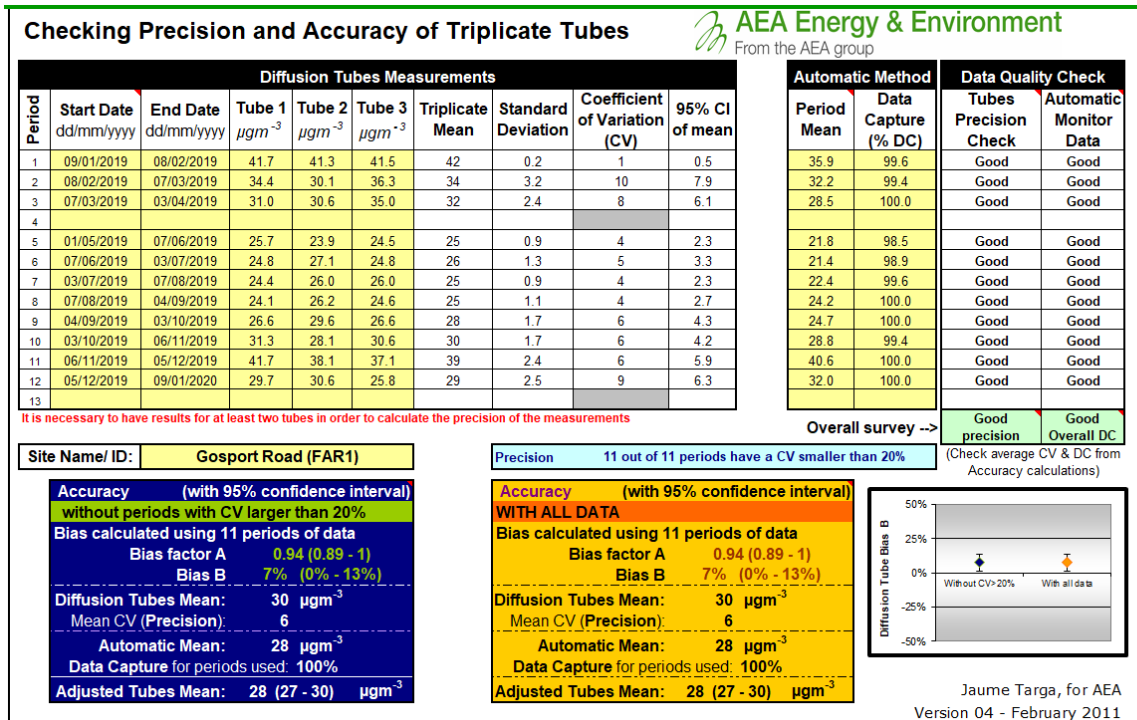 Checking Precision and Accuracy of Triplicate Tubes
AEA Energy & Environment
From the AEA group
Diffusion Tubes Measurements
Period Start Date dd/mm/yyyy End Date dd/mm/yyyy Tube 1 µgm⁻³ Tube 2 µgm⁻³ Tube 3 µgm⁻³ Triplicate Mean Standard Deviation Coefficient of Variation (CV) 95% CI of mean
Automatic Method
Period Mean Data Capture (% DC)
Data Quality Check
Tubes Precision Check Automatic Monitor Data
1 09/01/2019 08/02/2019 41.7 41.3 41.5 42 0.2 1 0.5 35.9 99.6 Good Good
2 08/02/2019 07/03/2019 34.4 30.1 36.3 34 3.2 10 7.9 32.2 99.4 Good Good
3 07/03/2019 03/04/2019 31.0 30.6 35.0 32 2.4 8 6.1 28.5 100.0 Good Good
4
5 01/05/2019 07/06/2019 25.7 23.9 24.5 25 0.9 4 2.3 21.8 98.5 Good Good
6 07/06/2019 03/07/2019 24.8 27.1 24.8 26 1.3 5 3.3 21.4 98.9 Good Good
7 03/07/2019 07/08/2019 24.4 26.0 26.0 25 0.9 4 2.3 22.4 99.6 Good Good
8 07/08/2019 04/09/2019 24.1 26.2 24.6 25 1.1 4 2.7 24.2 100.0 Good Good
9 04/09/2019 03/10/2019 26.6 29.6 26.6 28 1.7 6 4.3 24.7 100.0 Good Good
10 03/10/2019 06/11/2019 31.3 28.1 30.6 30 1.7 6 4.2 28.8 99.4 Good Good
11 06/11/2019 05/12/2019 41.7 38.1 37.1 39 2.4 6 5.9 40.6 100.0 Good Good
12 05/12/2019 09/01/2020 29.7 30.6 25.8 29 2.5 9 6.3 32.0 100.0 Good Good
13
It is necessary to have results for at least two tubes in order to calculate the precision of the measurements
Overall survey --> Good precision Good Overall DC
Site Name/ ID: Gosport Road (FAR1)
Precision 11 out of 11 periods have a CV smaller than 20%
(Check average CV & DC from
Accuracy calculations)
Accuracy (with 95% confidence interval)
without periods with CV larger than 20%
Bias calculated using 11 periods of data
Bias factor A 0.94 (0.89 - 1)
Bias B 7% (0% - 13%)
Diffusion Tubes Mean: 30 µgm⁻³
Mean CV (Precision): 6
Automatic Mean: 28 µgm⁻³
Data Capture for periods used: 100%
Adjusted Tubes Mean: 28 (27 - 30) µgm⁻³
Accuracy (with 95% confidence interval)
WITH ALL DATA
Bias calculated using 11 periods of data
Bias factor A 0.94 (0.89 - 1)
Bias B 7% (0% - 13%)
Diffusion Tubes Mean: 30 µgm⁻³
Mean CV (Precision): 6
Automatic Mean: 28 µgm⁻³
Data Capture for periods used: 100%
Adjusted Tubes Mean: 28 (27 - 30) µgm⁻³
Diffusion Tube Bias B
50%
25%
0%
-25%
-50%
Without CV>20% With all data
Jaume Targa, for AEA
Version 04 - February 2011